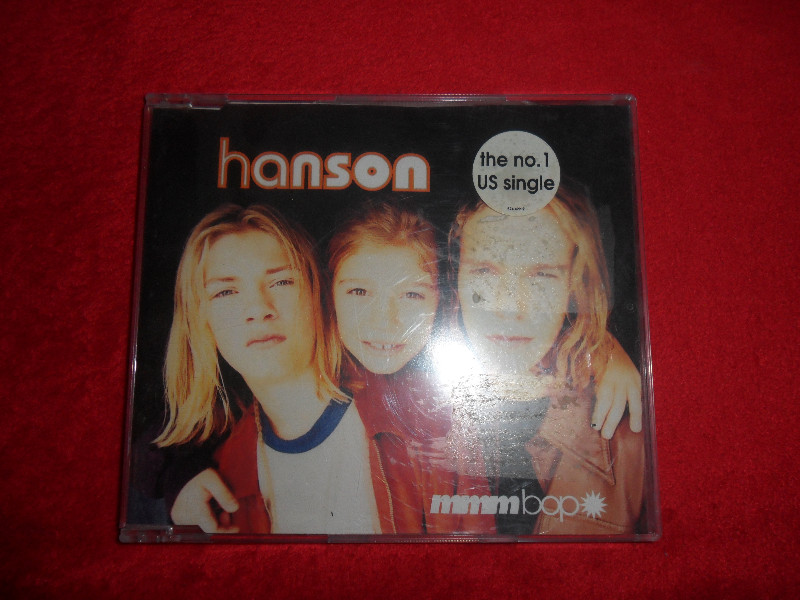 hanson
the no.1
US single
mmmbop